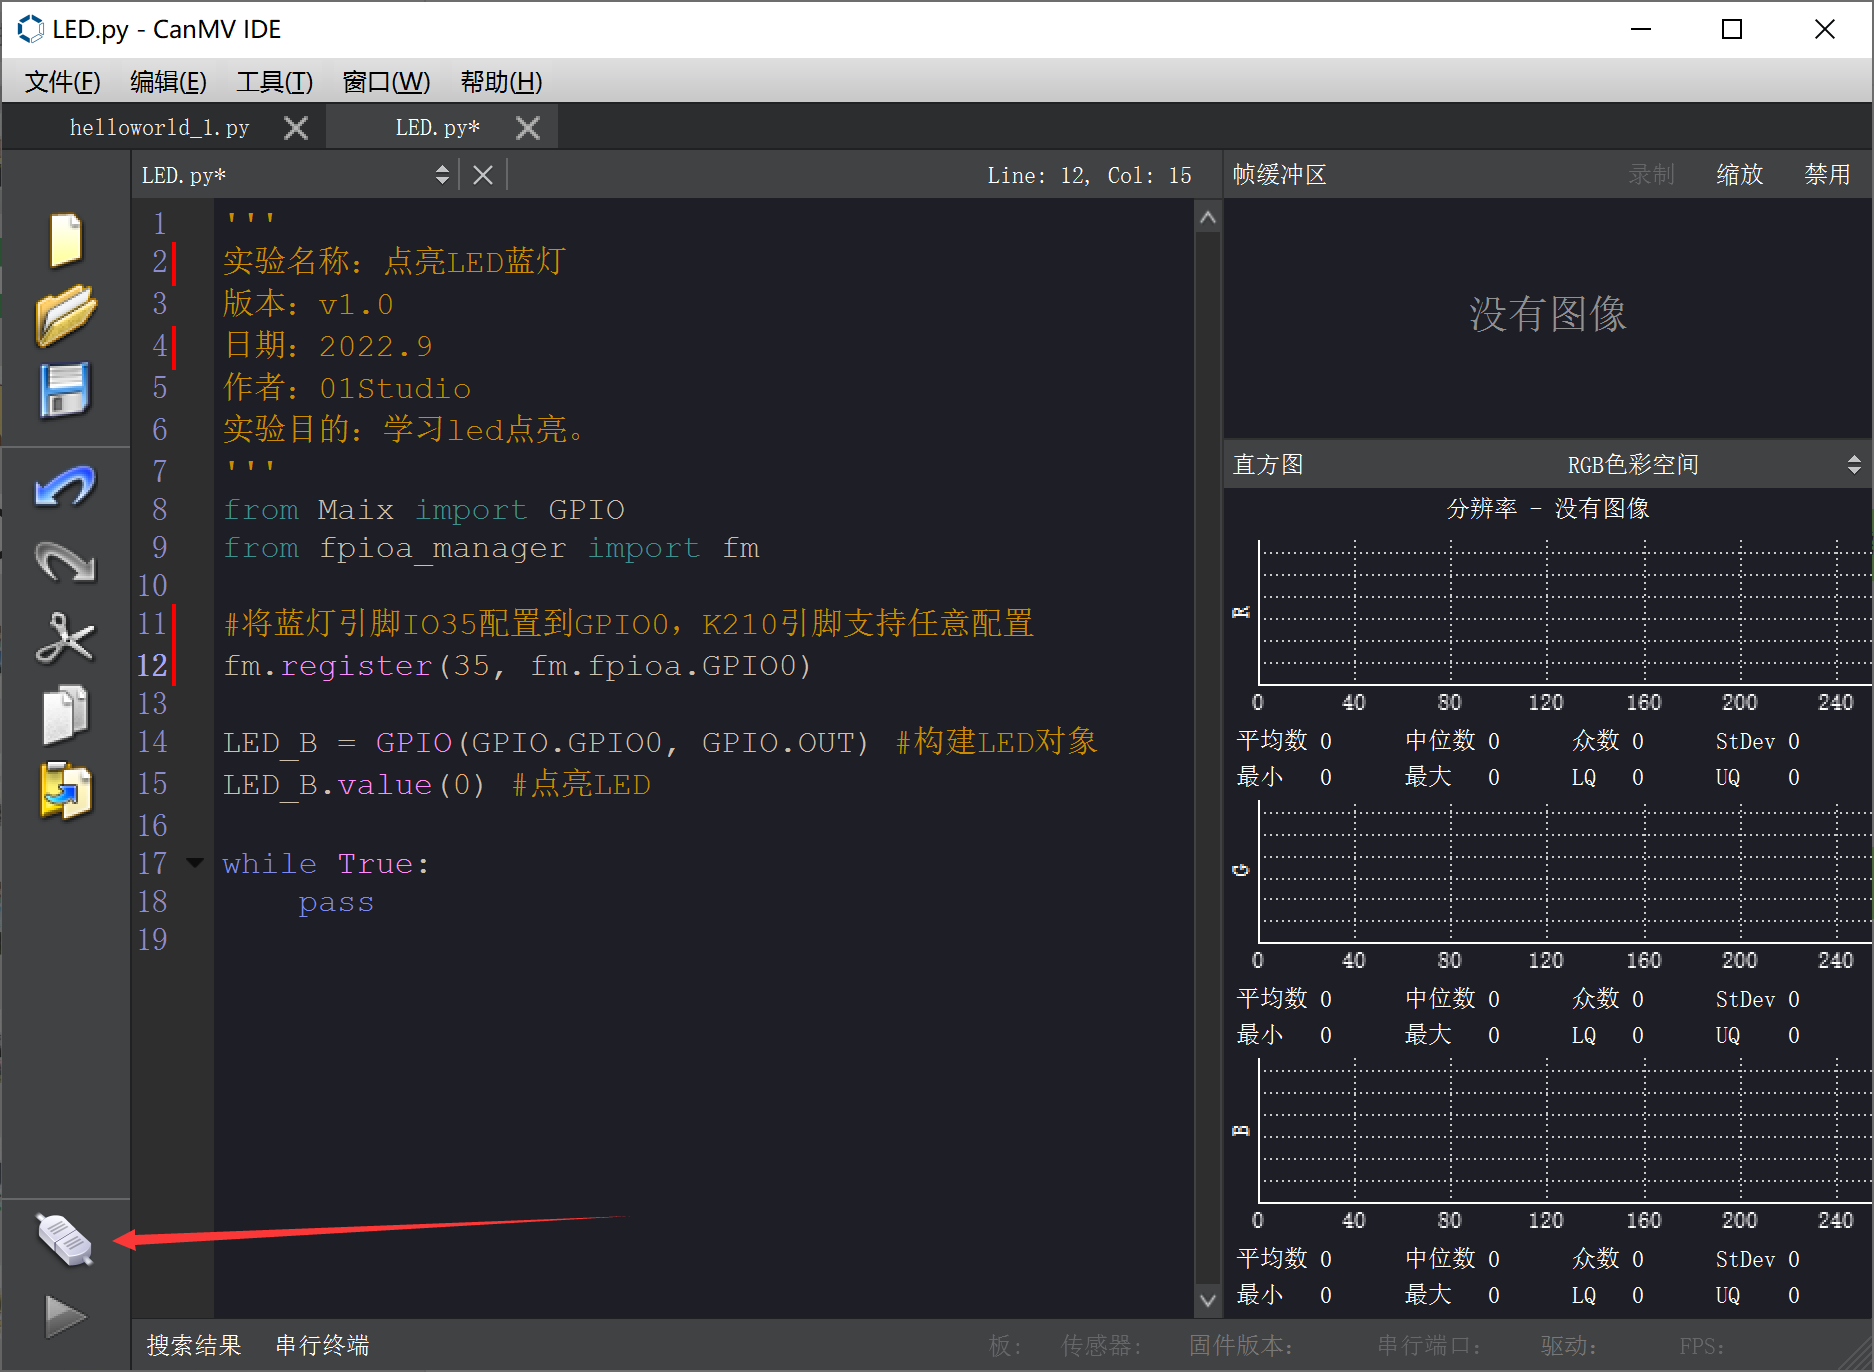 LED.py - CanMV IDE
文件(F) 编辑(E) 工具(T) 窗口(W) 帮助(H)
helloworld_1.py LED.py*
LED.py* Line: 12, Col: 15
帧缓冲区 录制 缩放 禁用
1 '''
2 实验名称：点亮LED蓝灯
3 版本：v1.0
4 日期：2022.9
5 作者：01Studio
6 实验目的：学习led点亮。
7 '''
8 from Maix import GPIO
9 from fpioa_manager import fm
10
11 #将蓝灯引脚IO35配置到GPIO0，K210引脚支持任意配置
12 fm.register(35, fm.fpioa.GPIO0)
13
14 LED_B = GPIO(GPIO.GPIO0, GPIO.OUT) #构建LED对象
15 LED_B.value(0) #点亮LED
16
17 while True:
18     pass
19
没有图像
直方图 RGB色彩空间
分辨率 - 没有图像
R
0 40 80 120 160 200 240
平均数 0 中位数 0 众数 0 StDev 0
最小 0 最大 0 LQ 0 UQ 0
G
0 40 80 120 160 200 240
平均数 0 中位数 0 众数 0 StDev 0
最小 0 最大 0 LQ 0 UQ 0
B
0 40 80 120 160 200 240
平均数 0 中位数 0 众数 0 StDev 0
最小 0 最大 0 LQ 0 UQ 0
搜索结果 串行终端 板: 传感器: 固件版本: 串行端口: 驱动: FPS: